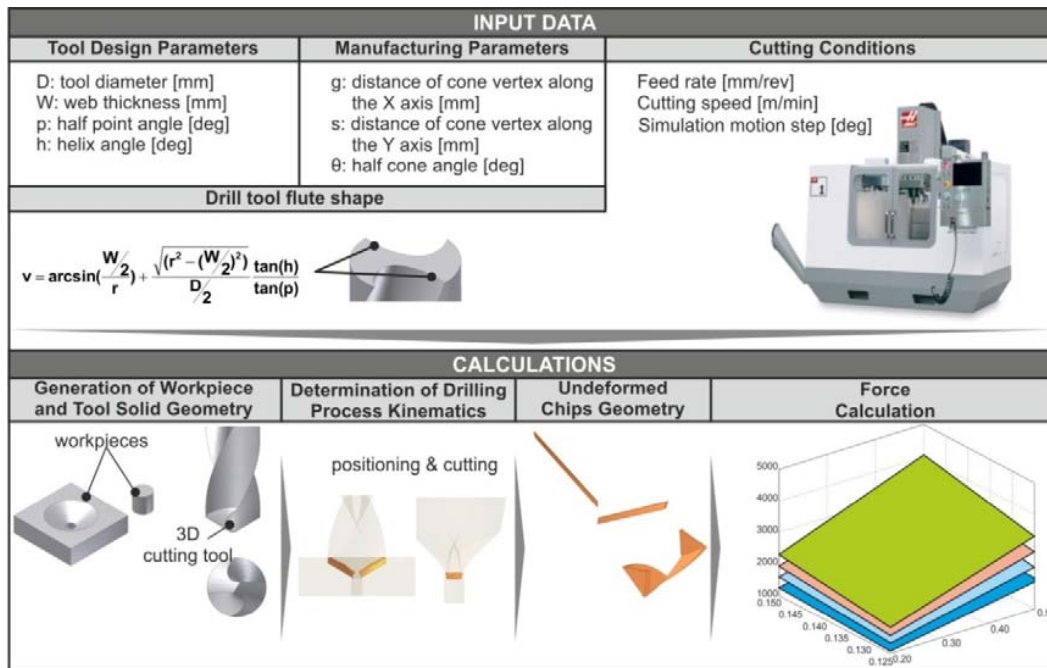 INPUT DATA
Tool Design Parameters
D: tool diameter [mm]
W: web thickness [mm]
p: half point angle [deg]
h: helix angle [deg]
Manufacturing Parameters
g: distance of cone vertex along
the X axis [mm]
s: distance of cone vertex along
the Y axis [mm]
θ: half cone angle [deg]
Cutting Conditions
Feed rate [mm/rev]
Cutting speed [m/min]
Simulation motion step [deg]
1
Drill tool flute shape
v = arcsin((W/2)/r) + (√(r² − (W/2)²))/(D/2) tan(h)/tan(p)
CALCULATIONS
Generation of Workpiece
and Tool Solid Geometry
workpieces
3D
cutting tool
Determination of Drilling
Process Kinematics
positioning & cutting
Undeformed
Chips Geometry
Force
Calculation
5000
4000
3000
2000
1000
0.150
0.145
0.140
0.135
0.130
0.125
0.20
0.30
0.40